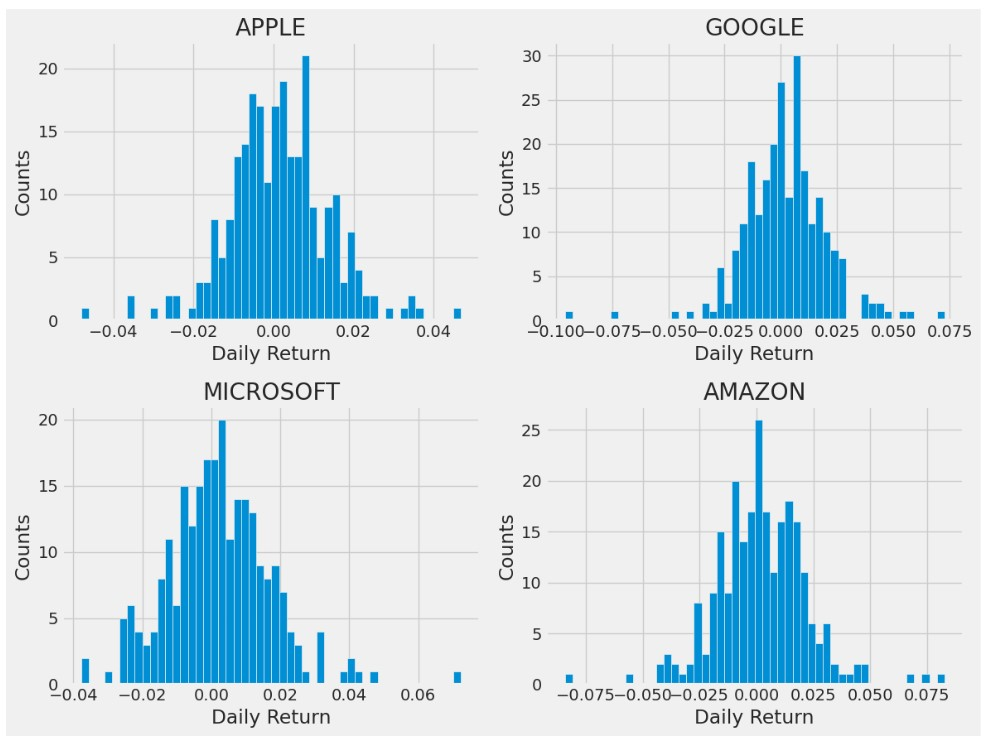 APPLE
Counts
20
15
10
5
0
−0.04 −0.02 0.00 0.02 0.04
Daily Return
GOOGLE
Counts
30
25
20
15
10
5
0
−0.100 −0.075 −0.050 −0.025 0.000 0.025 0.050 0.075
Daily Return
MICROSOFT
Counts
20
15
10
5
0
−0.04 −0.02 0.00 0.02 0.04 0.06
Daily Return
AMAZON
Counts
25
20
15
10
5
0
−0.075 −0.050 −0.025 0.000 0.025 0.050 0.075
Daily Return